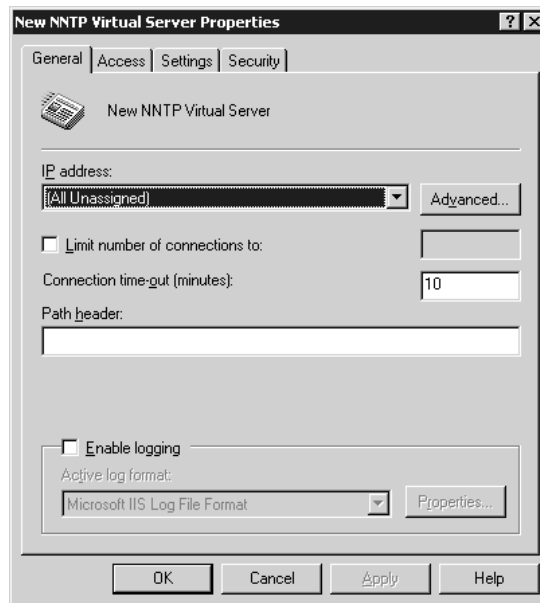 New NNTP Virtual Server Properties
General Access Settings Security
New NNTP Virtual Server
IP address:
(All Unassigned) Advanced...
Limit number of connections to:
Connection time-out (minutes): 10
Path header:
Enable logging
Active log format:
Microsoft IIS Log File Format Properties...
OK Cancel Apply Help